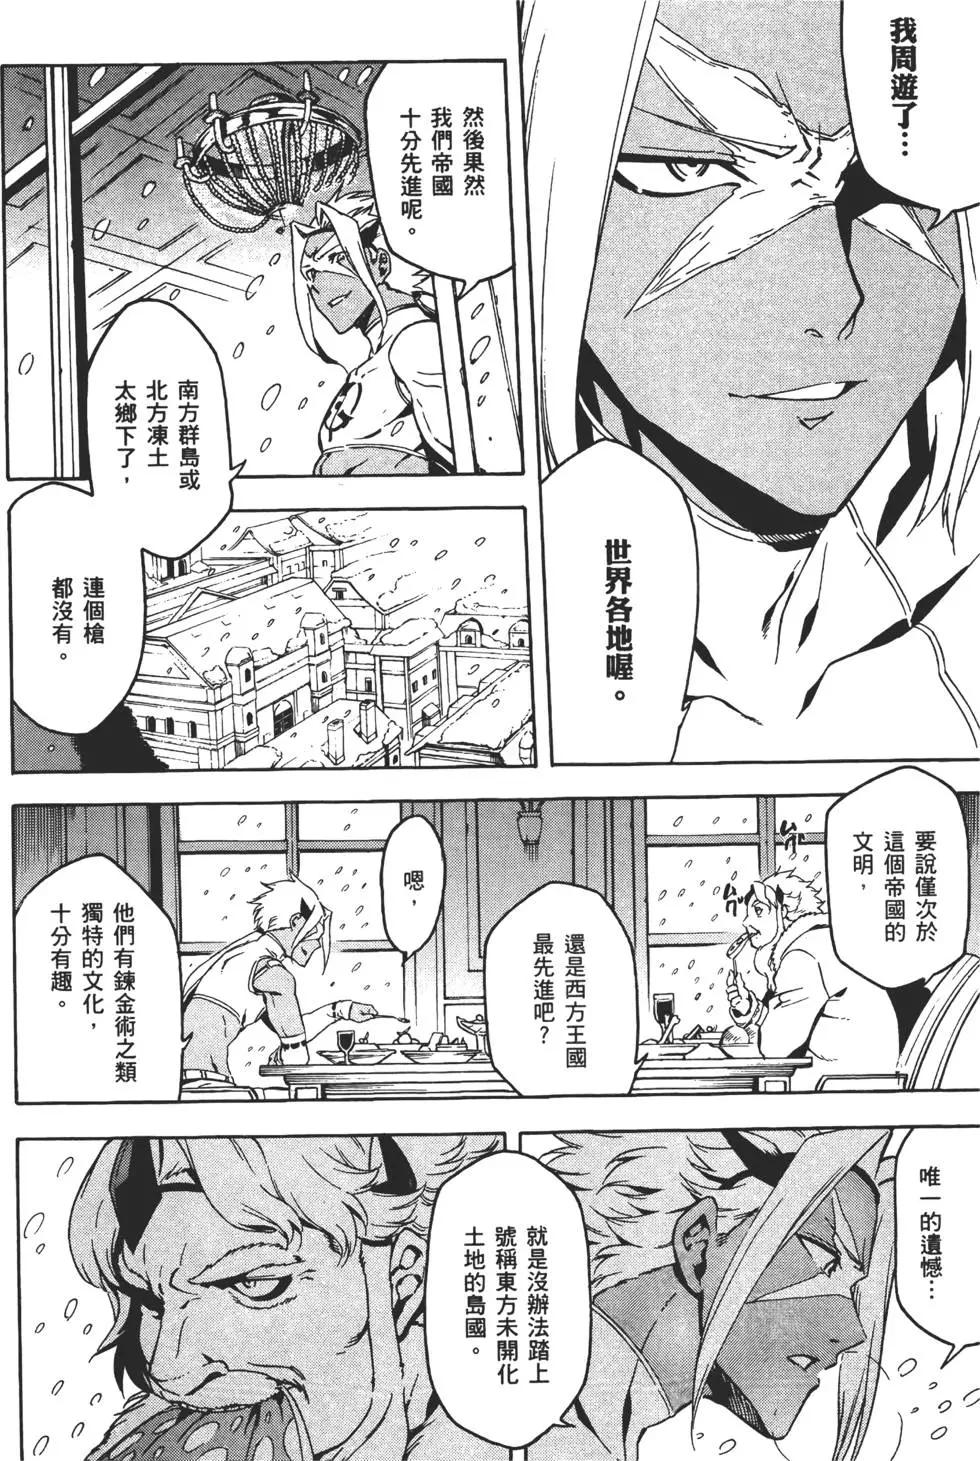 我周遊了…
世界各地喔。
然後果然
我們帝國
十分先進呢。
南方群島或
北方凍土
太鄉下了，
連個槍
都沒有。
要說僅次於
這個帝國的
文明，
ムグ
ムグ
還是西方王國
最先進吧？
嗯，
他們有鍊金術之類
獨特的文化，
十分有趣。
唯一的遺憾…
就是沒辦法踏上
號稱東方未開化
土地的島國。